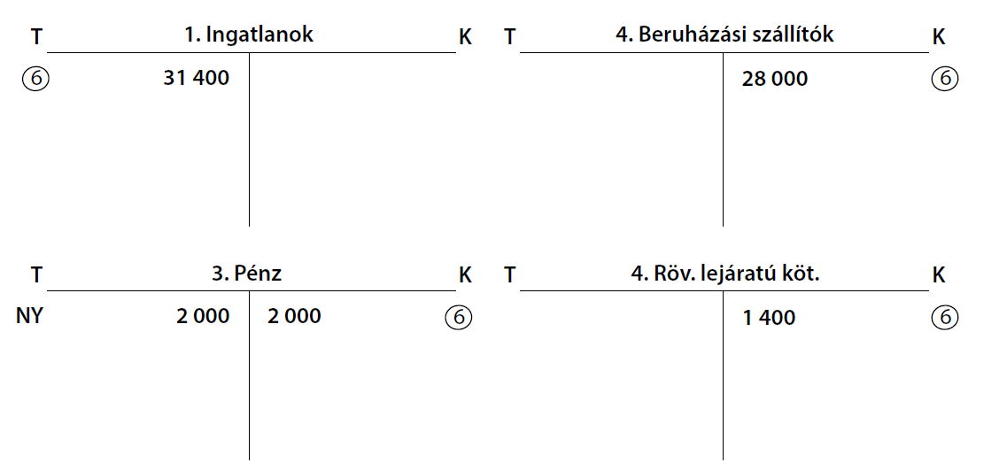 T 1. Ingatlanok K
6 31 400
T 4. Beruházási szállítók K
28 000 6
T 3. Pénz K
NY 2 000 2 000 6
T 4. Röv. lejáratú köt. K
1 400 6